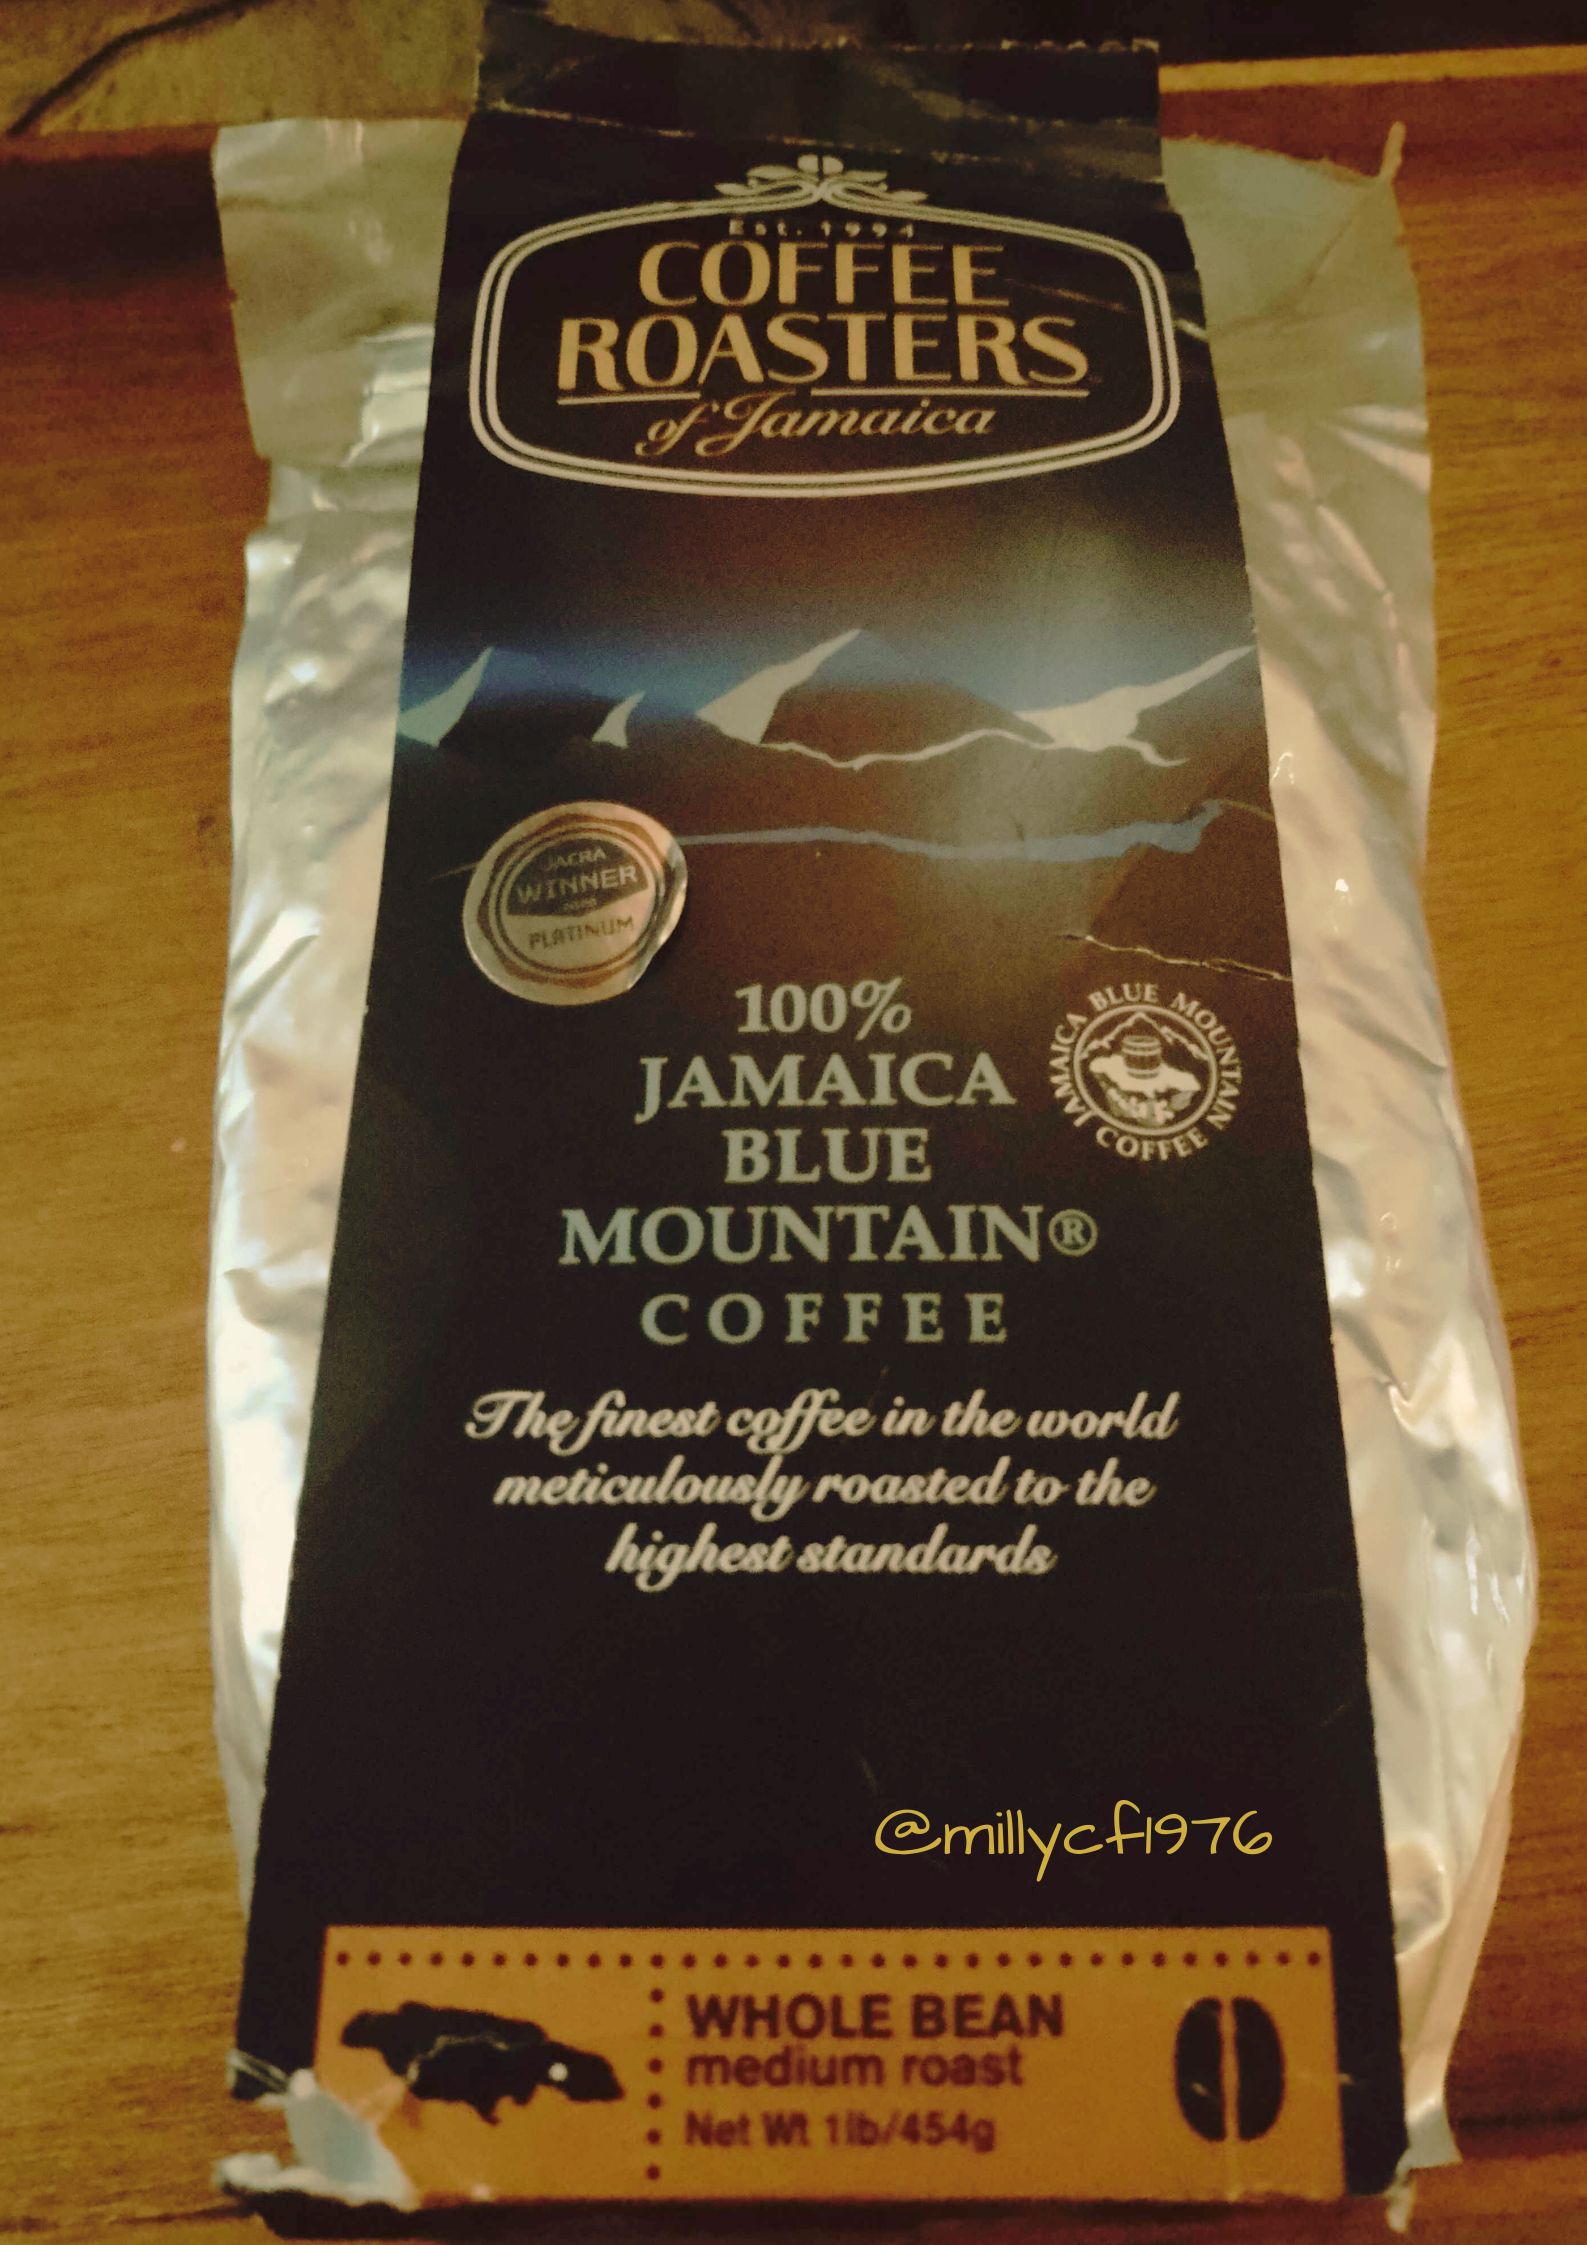 Est. 1994
COFFEE
ROASTERS
of Jamaica
JACRA
WINNER
PLATINUM
100%
JAMAICA
BLUE
MOUNTAIN®
COFFEE
JAMAICA BLUE MOUNTAIN COFFEE
The finest coffee in the world
meticulously roasted to the
highest standards
@millycf1976
WHOLE BEAN
medium roast
Net Wt 1lb/454g